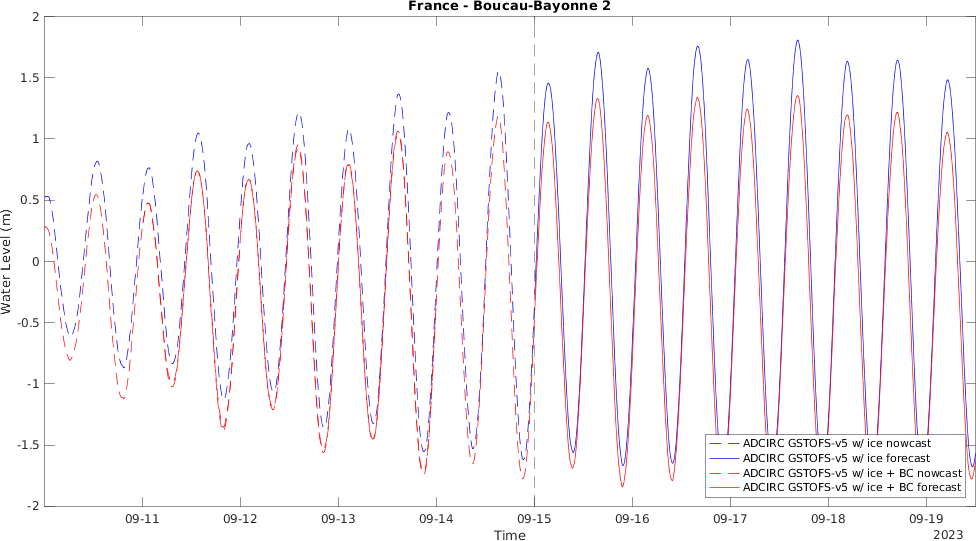 France - Boucau-Bayonne 2
2
1.5
1
0.5
0
-0.5
-1
-1.5
-2
Water Level (m)
ADCIRC GSTOFS-v5 w/ ice nowcast
ADCIRC GSTOFS-v5 w/ ice forecast
ADCIRC GSTOFS-v5 w/ ice + BC nowcast
ADCIRC GSTOFS-v5 w/ ice + BC forecast
09-11 09-12 09-13 09-14 09-15 09-16 09-17 09-18 09-19
Time
2023